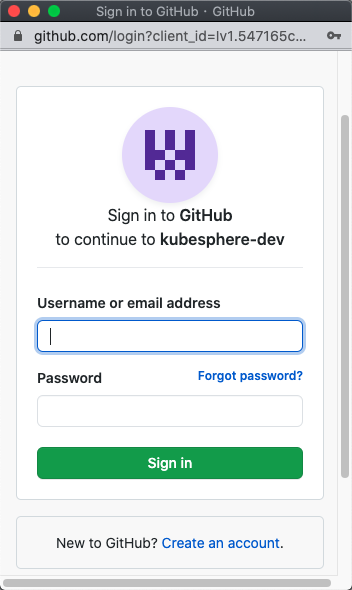 Sign in to GitHub · GitHub
github.com/login?client_id=lv1.547165c...
Sign in to GitHub
to continue to kubesphere-dev
Username or email address
Password Forgot password?
Sign in
New to GitHub? Create an account.